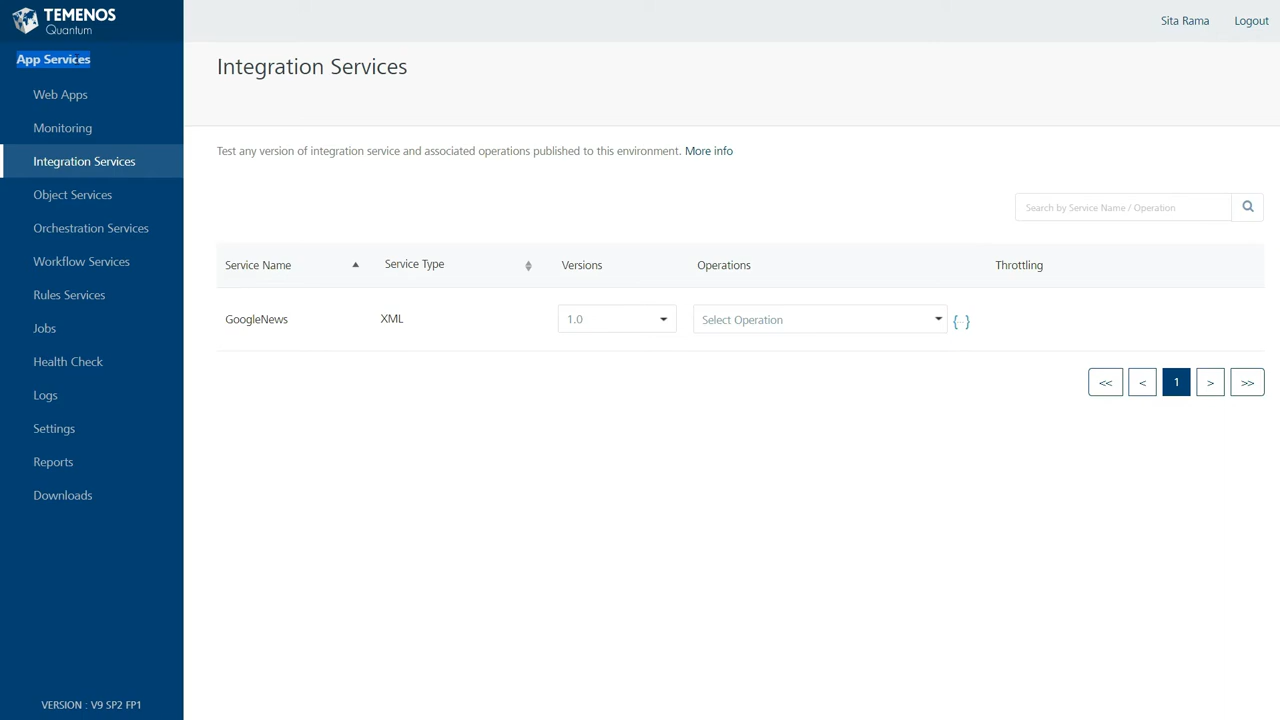 TEMENOS
Quantum
Sita Rama
Logout
App Services
Web Apps
Monitoring
Integration Services
Object Services
Orchestration Services
Workflow Services
Rules Services
Jobs
Health Check
Logs
Settings
Reports
Downloads
VERSION : V9 SP2 FP1
Integration Services
Test any version of integration service and associated operations published to this environment. More info
Search by Service Name / Operation
Service Name Service Type Versions Operations Throttling
GoogleNews XML 1.0 Select Operation {...}
<< < 1 > >>